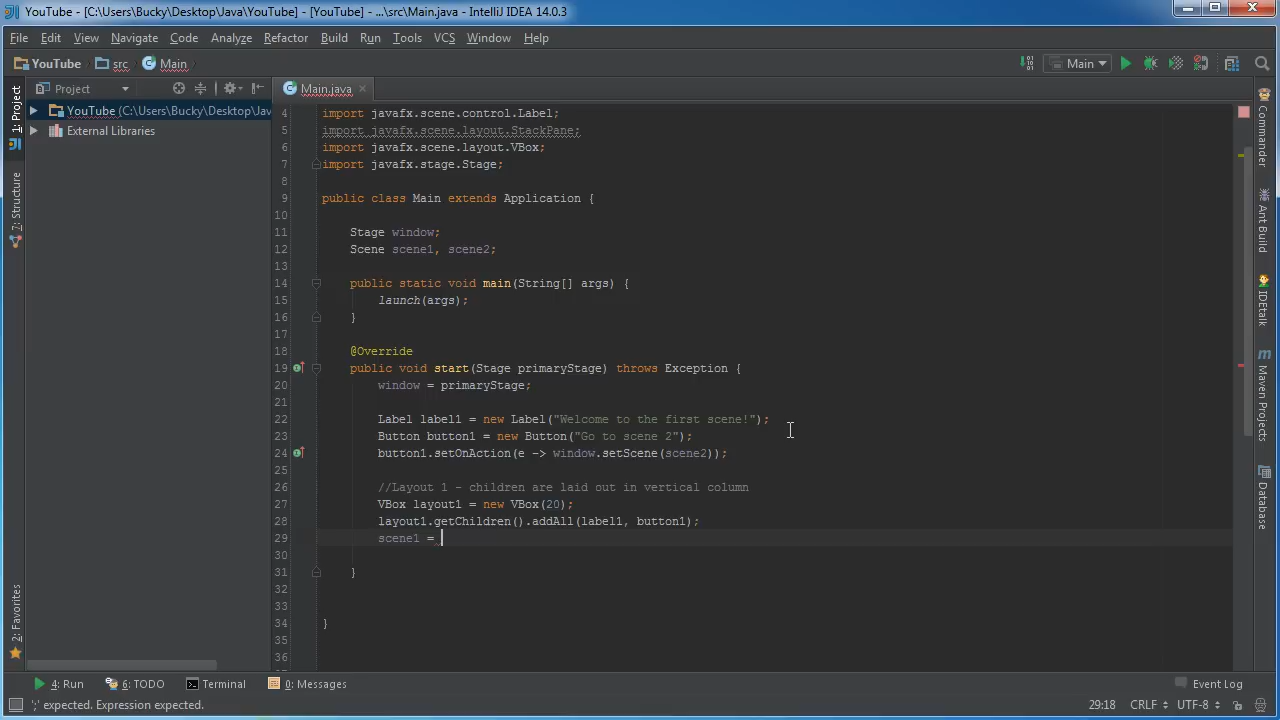 YouTube - [C:\Users\Bucky\Desktop\Java\YouTube] - [YouTube] - ...\src\Main.java - IntelliJ IDEA 14.0.3
File Edit View Navigate Code Analyze Refactor Build Run Tools VCS Window Help
YouTube src Main
Main
Project
Main.java
YouTube (C:\Users\Bucky\Desktop\Jav
External Libraries
1: Project
7: Structure
2: Favorites
4 import javafx.scene.control.Label;
5 import javafx.scene.layout.StackPane;
6 import javafx.scene.layout.VBox;
7 import javafx.stage.Stage;
8
9 public class Main extends Application {
10
11 Stage window;
12 Scene scene1, scene2;
13
14 public static void main(String[] args) {
15 launch(args);
16 }
17
18 @Override
19 public void start(Stage primaryStage) throws Exception {
20 window = primaryStage;
21
22 Label label1 = new Label("Welcome to the first scene!");
23 Button button1 = new Button("Go to scene 2");
24 button1.setOnAction(e -> window.setScene(scene2));
25
26 //Layout 1 - children are laid out in vertical column
27 VBox layout1 = new VBox(20);
28 layout1.getChildren().addAll(label1, button1);
29 scene1 =
30
31 }
32
33
34 }
35
36
Commander
Ant Build
IDEtalk
m
Maven Projects
Database
4: Run 6: TODO Terminal 0: Messages Event Log
';' expected. Expression expected. 29:18 CRLF UTF-8